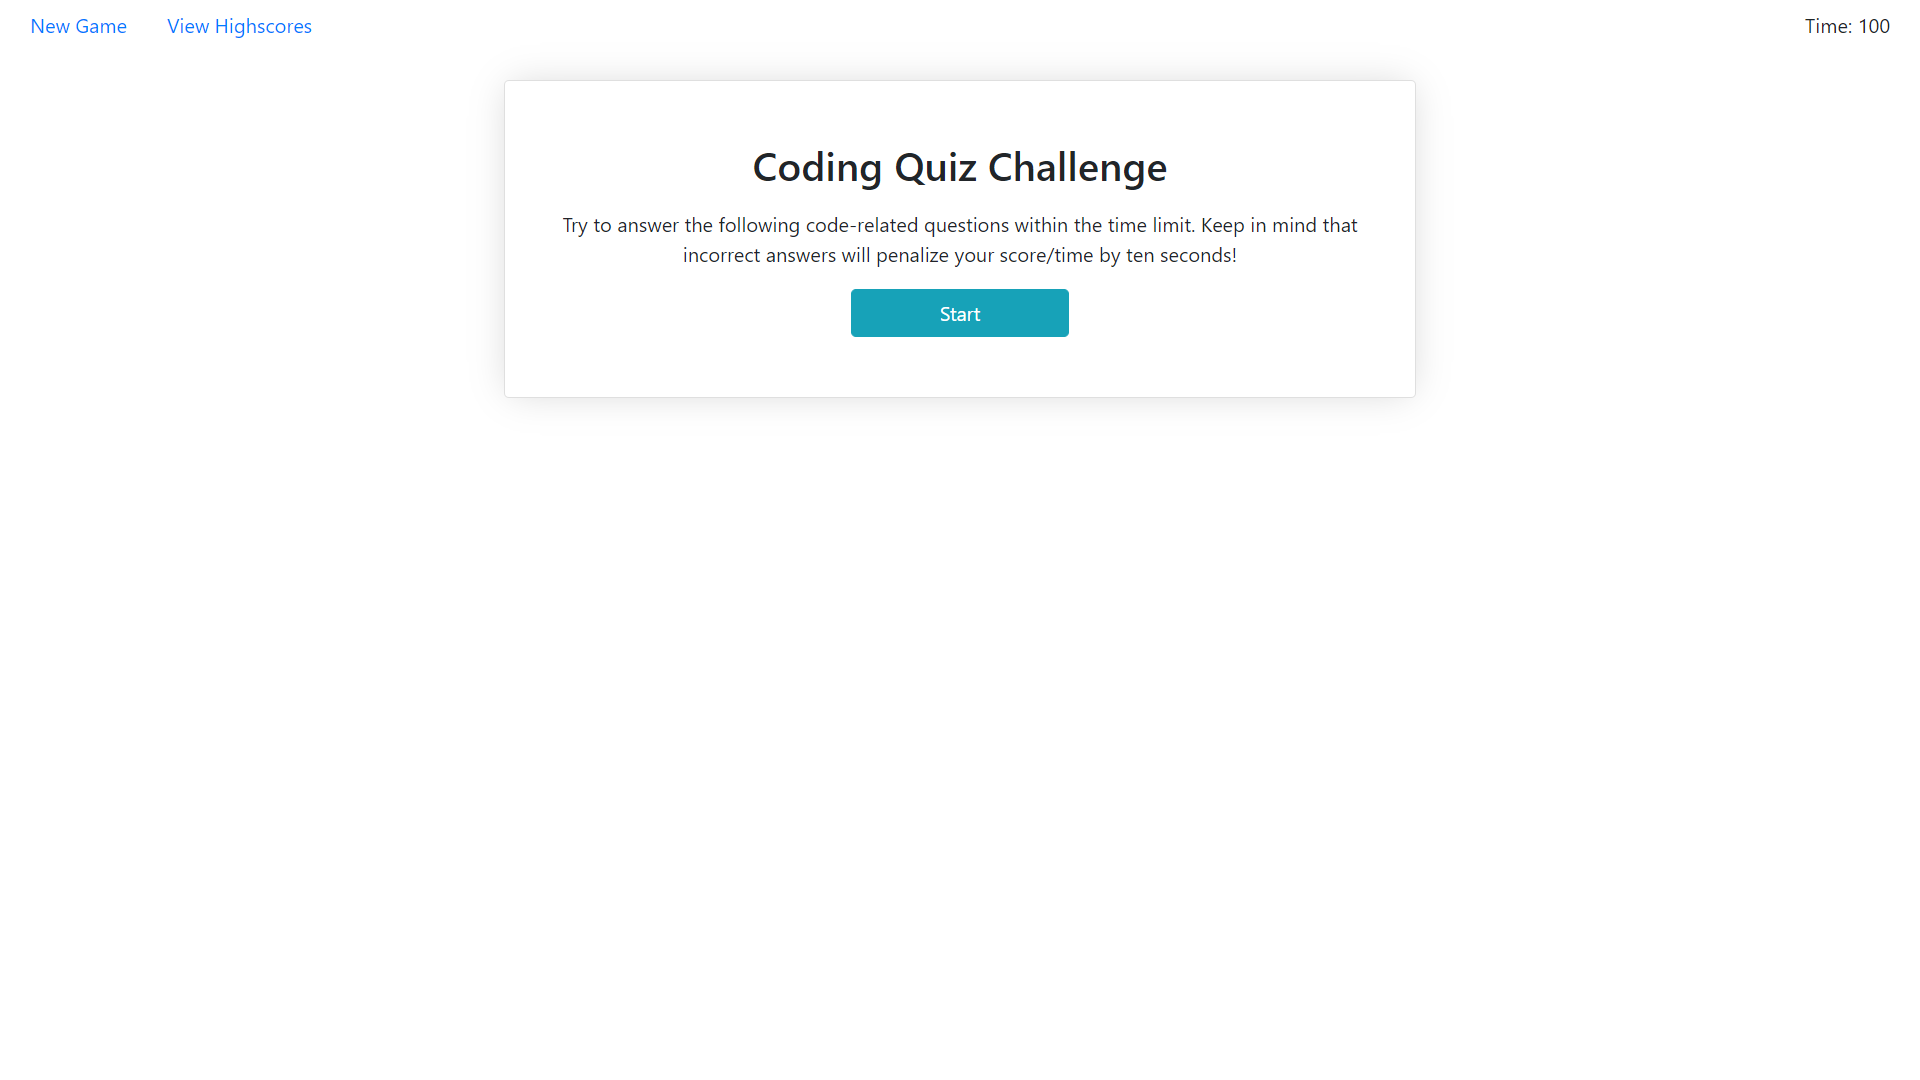 New Game View Highscores Time: 100
Coding Quiz Challenge
Try to answer the following code-related questions within the time limit. Keep in mind that
incorrect answers will penalize your score/time by ten seconds!
Start